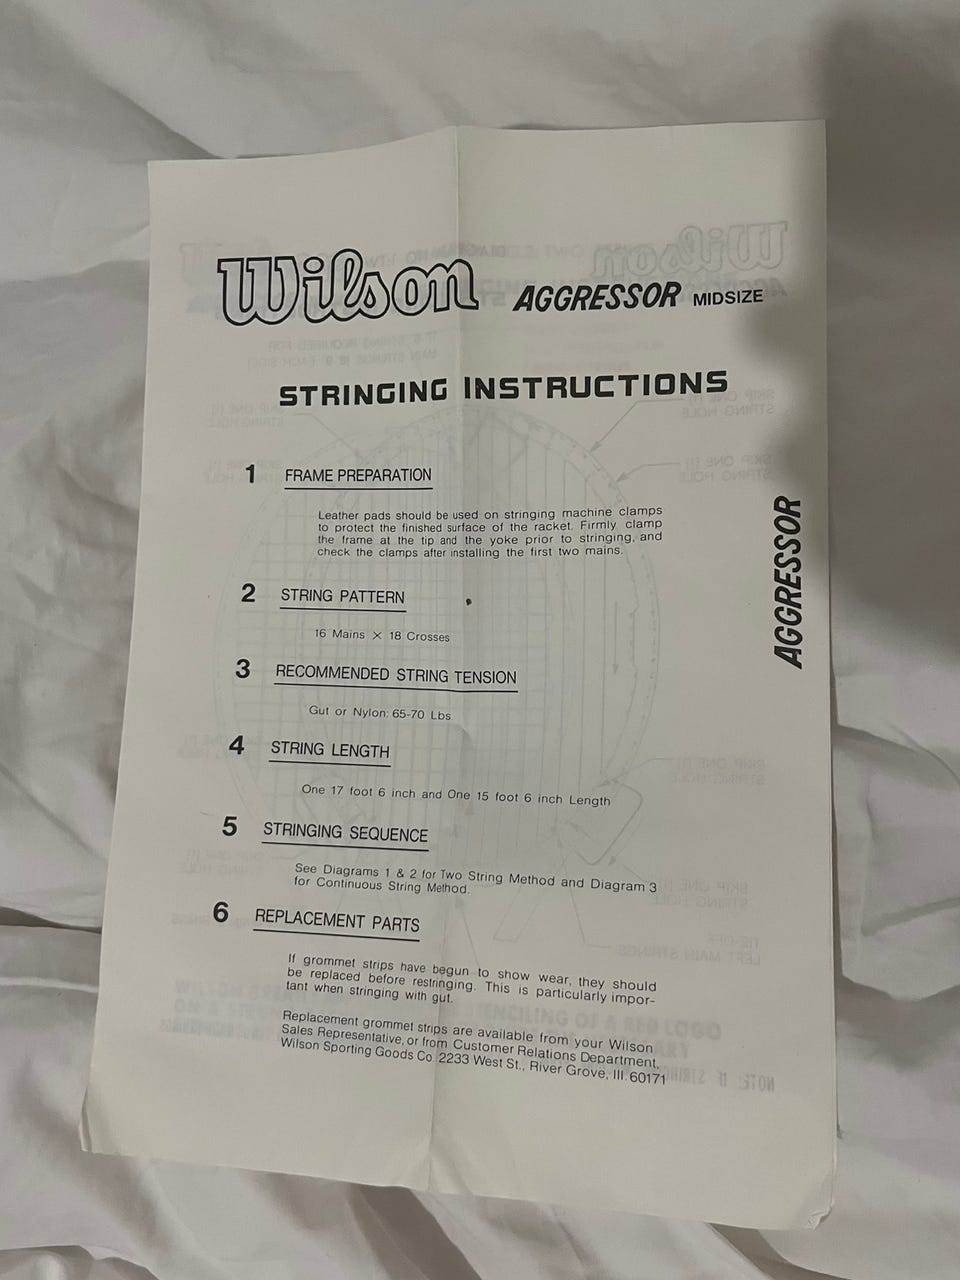 Wilson AGGRESSOR MIDSIZE
STRINGING INSTRUCTIONS
1 FRAME PREPARATION
Leather pads should be used on stringing machine clamps
to protect the finished surface of the racket. Firmly clamp
the frame at the tip and the yoke prior to stringing, and
check the clamps after installing the first two mains.
2 STRING PATTERN
16 Mains × 18 Crosses
3 RECOMMENDED STRING TENSION
Gut or Nylon: 65-70 Lbs.
4 STRING LENGTH
One 17 foot 6 inch and One 15 foot 6 inch Length
5 STRINGING SEQUENCE
See Diagrams 1 & 2 for Two String Method and Diagram 3
for Continuous String Method.
6 REPLACEMENT PARTS
If grommet strips have begun to show wear, they should
be replaced before restringing. This is particularly impor-
tant when stringing with gut.
Replacement grommet strips are available from your Wilson
Sales Representative, or from Customer Relations Department,
Wilson Sporting Goods Co. 2233 West St., River Grove, Ill. 60171
AGGRESSOR